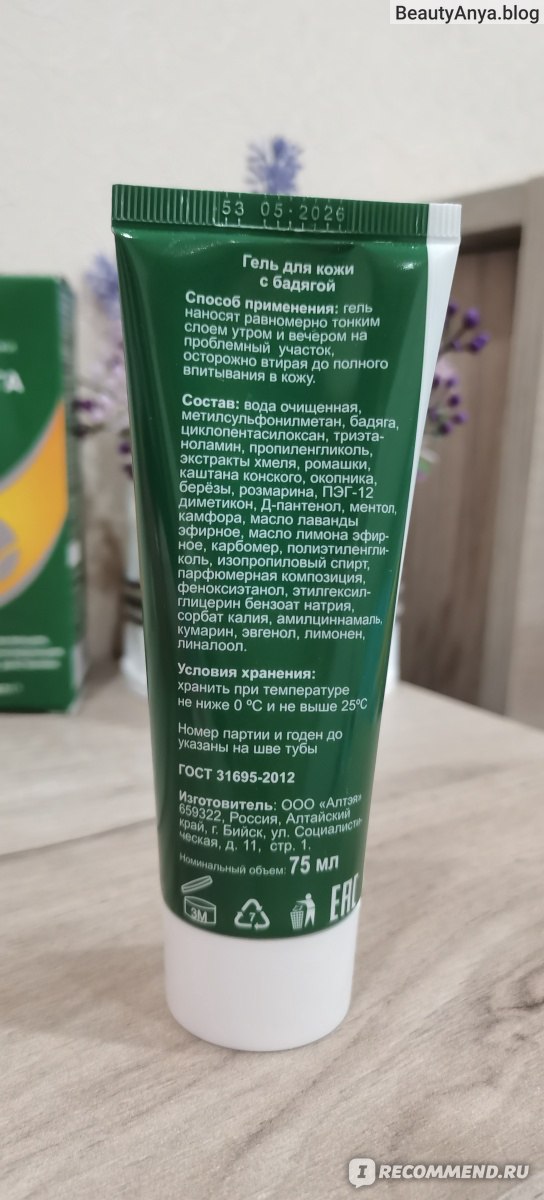 BeautyAnya.blog
53 05·2026
Гель для кожи
с бадягой
Способ применения: гель
наносят равномерно тонким
слоем утром и вечером на
проблемный участок,
осторожно втирая до полного
впитывания в кожу.
Состав: вода очищенная,
метилсульфонилметан, бадяга,
циклопентасилоксан, триэта-
ноламин, пропиленгликоль,
экстракты хмеля, ромашки,
каштана конского, окопника,
берёзы, розмарина, ПЭГ-12
диметикон, Д-пантенол, ментол,
камфора, масло лаванды
эфирное, масло лимона эфир-
ное, карбомер, полиэтиленгли-
коль, изопропиловый спирт,
парфюмерная композиция,
феноксиэтанол, этилгексил-
глицерин бензоат натрия,
сорбат калия, амилциннамаль,
кумарин, эвгенол, лимонен,
линалоол.
Условия хранения:
хранить при температуре
не ниже 0 ºС и не выше 25ºС
Номер партии и годен до
указаны на шве тубы
ГОСТ 31695-2012
Изготовитель: ООО «Алтэя»
659322, Россия, Алтайский
край, г. Бийск, ул. Социалисти-
ческая, д. 11, стр. 1.
Номинальный объем: 75 мл
3М
7
EAC
I RECOMMEND.RU